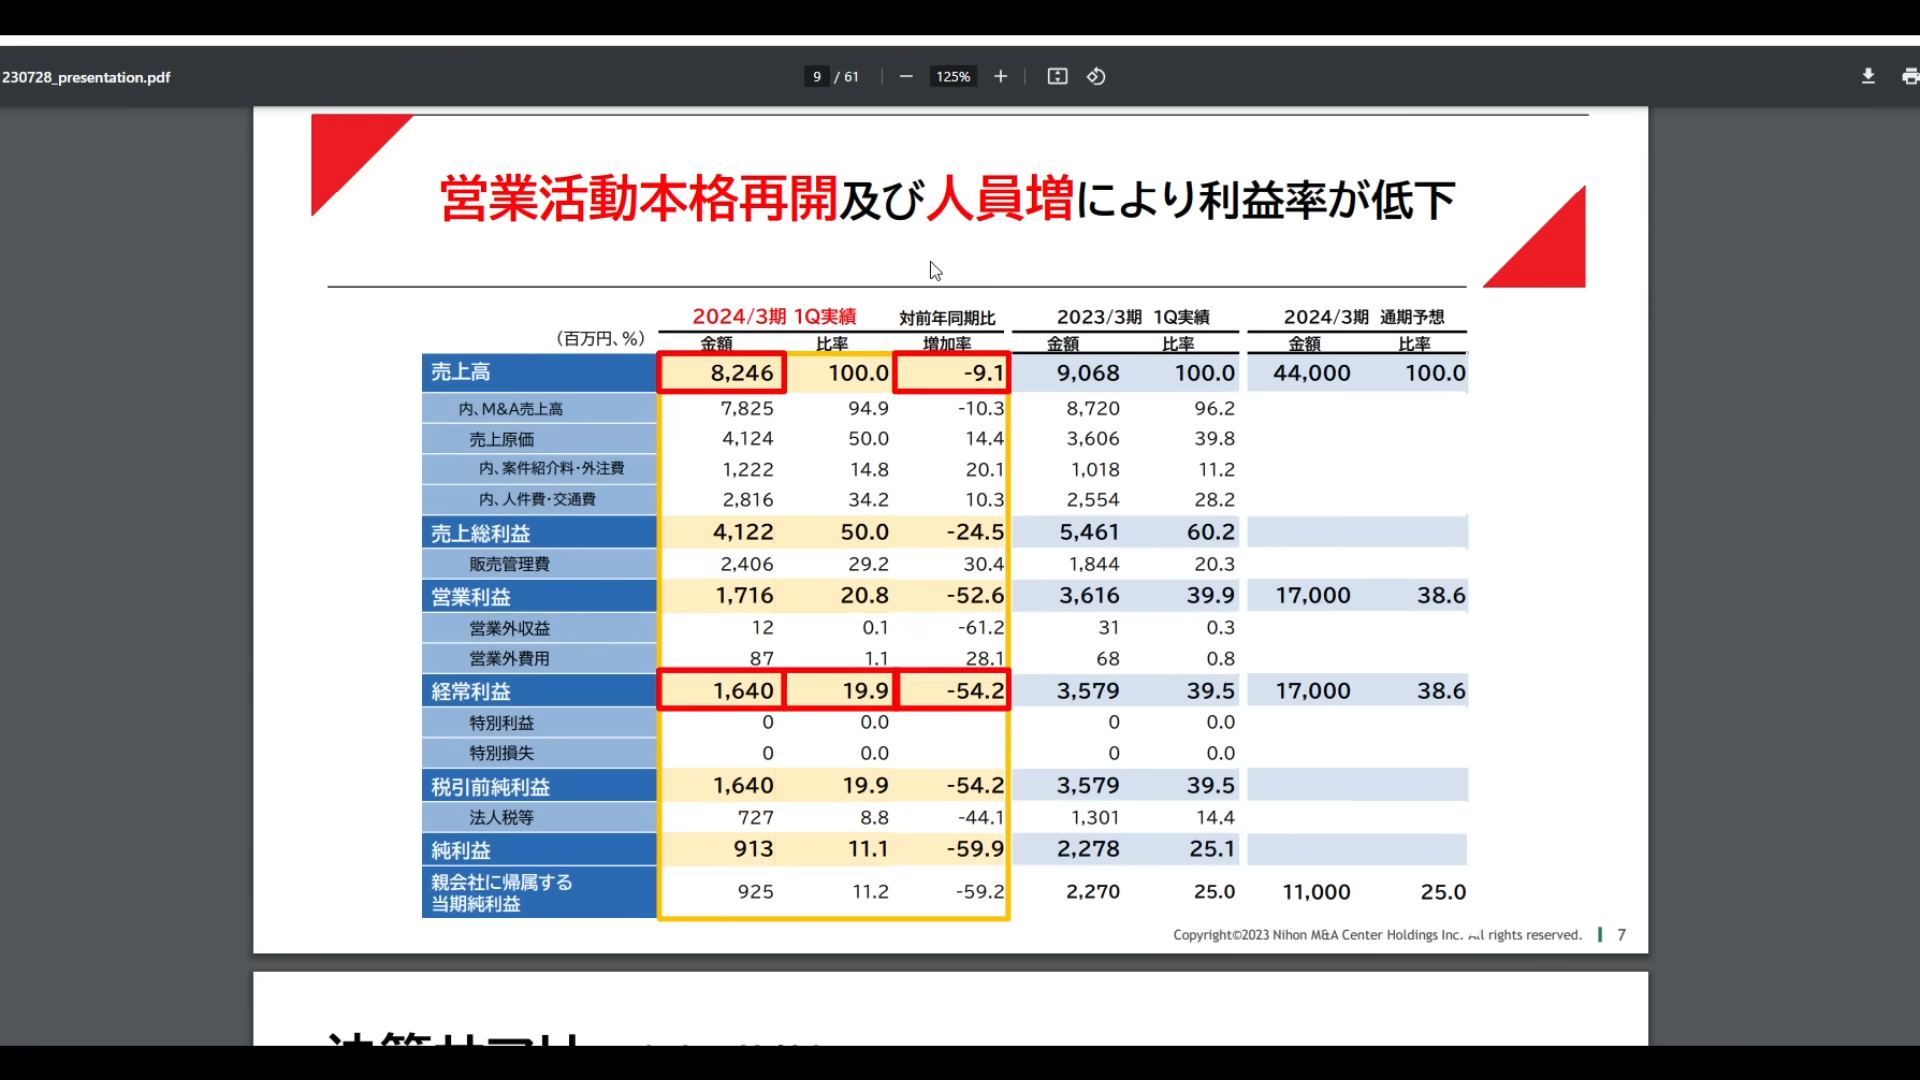 230728_presentation.pdf
9 / 61
125%
営業活動本格再開及び人員増により利益率が低下
(百万円、%) 2024/3期 1Q実績 対前年同期比 2023/3期 1Q実績 2024/3期 通期予想
金額 比率 増加率 金額 比率 金額 比率
売上高 8,246 100.0 -9.1 9,068 100.0 44,000 100.0
内、M&A売上高 7,825 94.9 -10.3 8,720 96.2
売上原価 4,124 50.0 14.4 3,606 39.8
内、案件紹介料・外注費 1,222 14.8 20.1 1,018 11.2
内、人件費・交通費 2,816 34.2 10.3 2,554 28.2
売上総利益 4,122 50.0 -24.5 5,461 60.2
販売管理費 2,406 29.2 30.4 1,844 20.3
営業利益 1,716 20.8 -52.6 3,616 39.9 17,000 38.6
営業外収益 12 0.1 -61.2 31 0.3
営業外費用 87 1.1 28.1 68 0.8
経常利益 1,640 19.9 -54.2 3,579 39.5 17,000 38.6
特別利益 0 0.0 0 0.0
特別損失 0 0.0 0 0.0
税引前純利益 1,640 19.9 -54.2 3,579 39.5
法人税等 727 8.8 -44.1 1,301 14.4
純利益 913 11.1 -59.9 2,278 25.1
親会社に帰属する
当期純利益 925 11.2 -59.2 2,270 25.0 11,000 25.0
Copyright©2023 Nihon M&A Center Holdings Inc. All rights reserved. 7